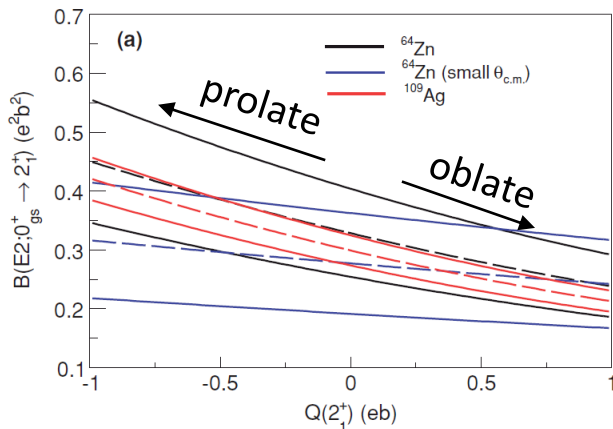 (a)
⁶⁴Zn
⁶⁴Zn (small θc.m.)
¹⁰⁹Ag
prolate
oblate
B(E2;0⁺gs → 2⁺1) (e²b²)
0.7
0.6
0.5
0.4
0.3
0.2
0.1
-1 -0.5 0 0.5 1
Q(2⁺1) (eb)